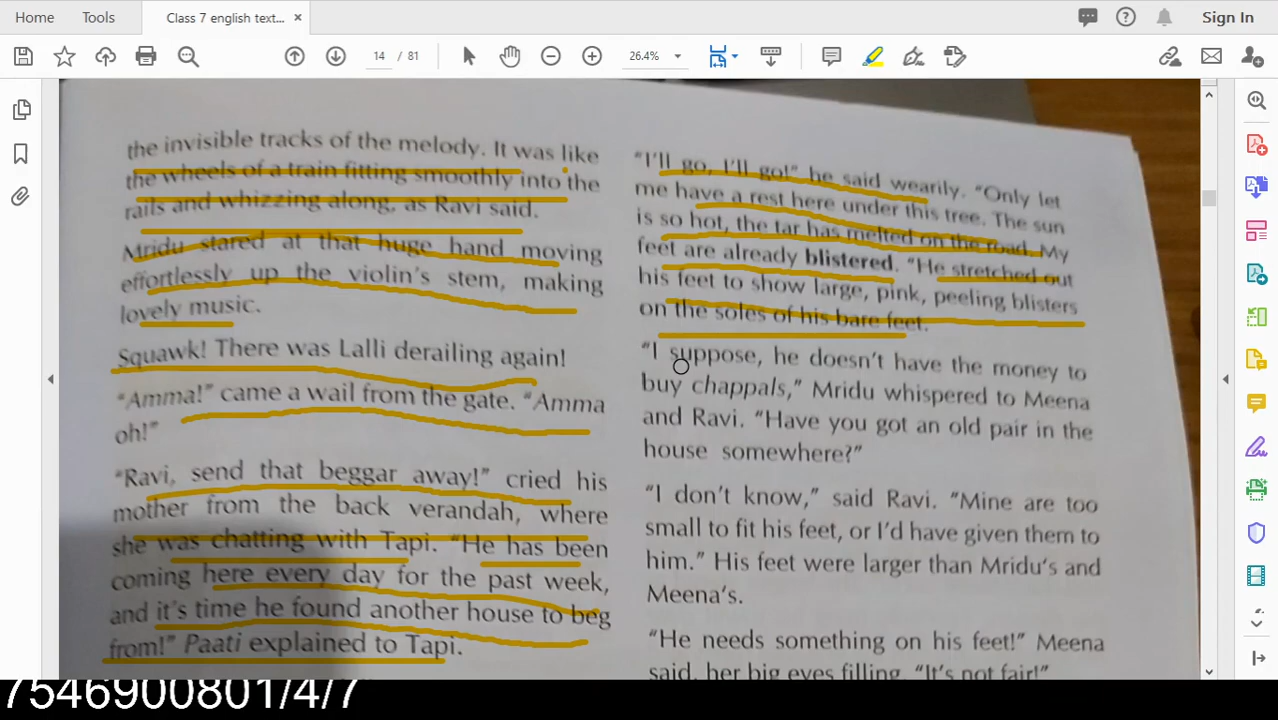 Home
Tools
Class 7 english text...
×
Sign In
14 / 81
26.4%
the invisible tracks of the melody. It was like
the wheels of a train fitting smoothly into the
rails and whizzing along, as Ravi said.
Mridu stared at that huge hand moving
effortlessly up the violin's stem, making
lovely music.
Squawk! There was Lalli derailing again!
"Amma!" came a wail from the gate. "Amma
oh!"
"Ravi, send that beggar away!" cried his
mother from the back verandah, where
she was chatting with Tapi. "He has been
coming here every day for the past week,
and it's time he found another house to beg
from!" Paati explained to Tapi.
"I'll go, I'll go!" he said wearily. "Only let
me have a rest here under this tree. The sun
is so hot, the tar has melted on the road. My
feet are already blistered. "He stretched out
his feet to show large, pink, peeling blisters
on the soles of his bare feet.
"I suppose, he doesn't have the money to
buy chappals," Mridu whispered to Meena
and Ravi. "Have you got an old pair in the
house somewhere?"
"I don't know," said Ravi. "Mine are too
small to fit his feet, or I'd have given them to
him." His feet were larger than Mridu's and
Meena's.
"He needs something on his feet!" Meena
said, her big eyes filling. "It's not fair!"
7546900801/4/7